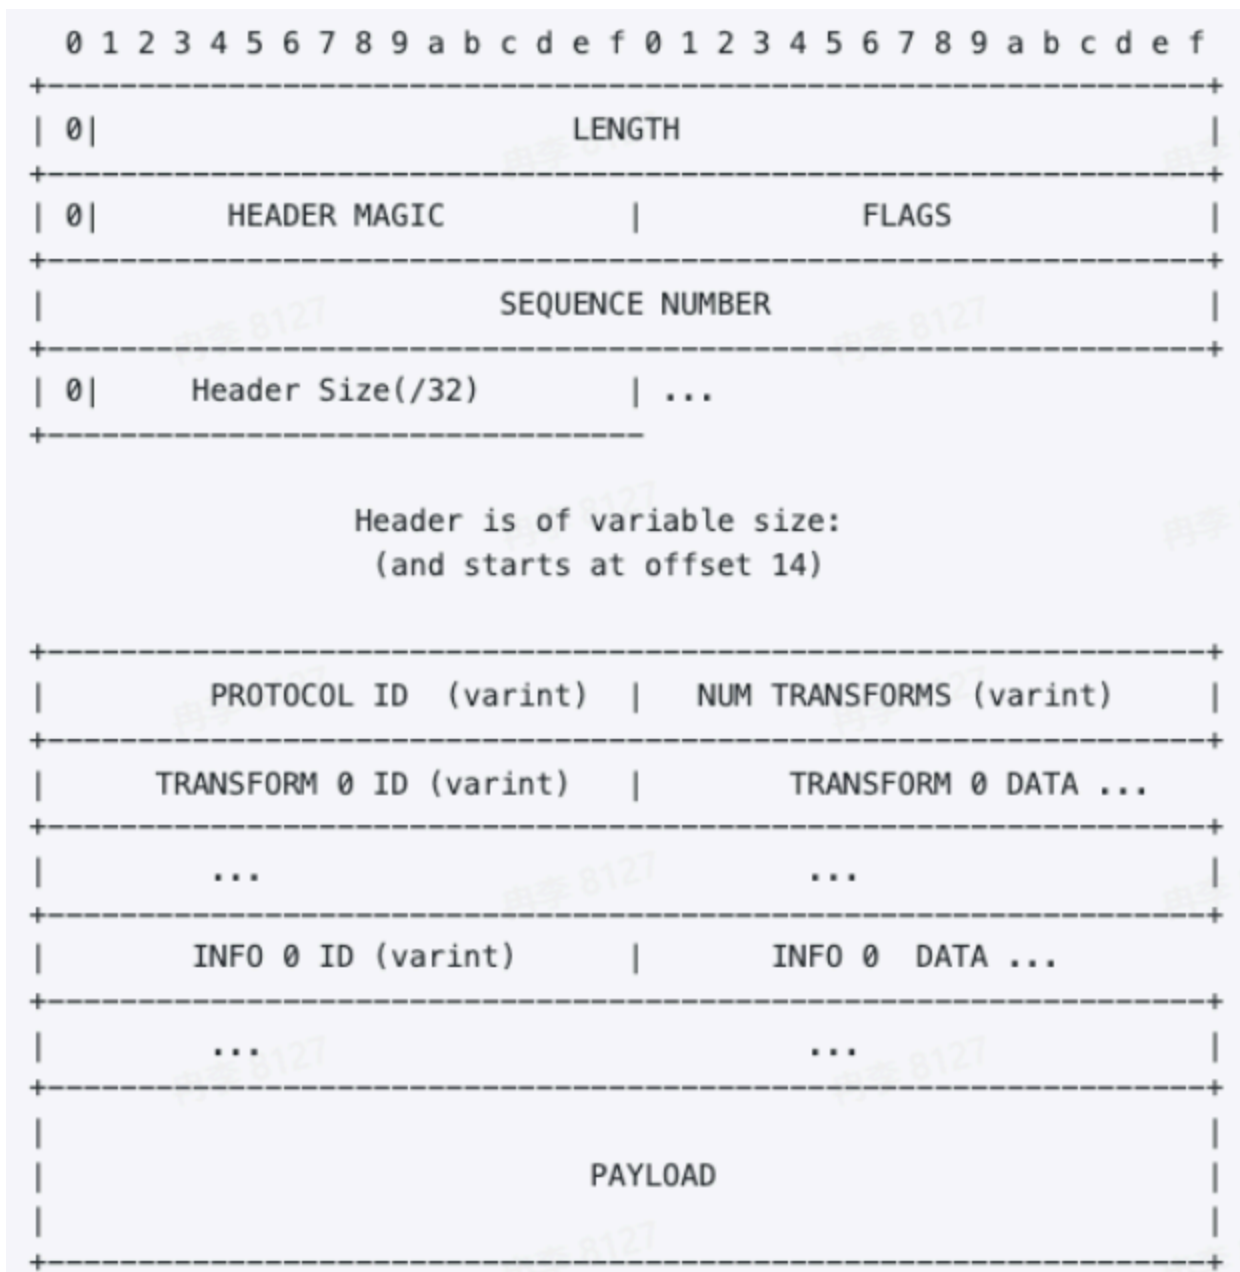 0 1 2 3 4 5 6 7 8 9 a b c d e f 0 1 2 3 4 5 6 7 8 9 a b c d e f
+----------------------------------------------------------------+
| 0| LENGTH |
+----------------------------------------------------------------+
| 0| HEADER MAGIC | FLAGS |
+----------------------------------------------------------------+
| SEQUENCE NUMBER |
+----------------------------------------------------------------+
| 0| Header Size(/32) | ...
+---------------------------------
Header is of variable size:
(and starts at offset 14)
+----------------------------------------------------------------+
| PROTOCOL ID (varint) | NUM TRANSFORMS (varint) |
+----------------------------------------------------------------+
| TRANSFORM 0 ID (varint) | TRANSFORM 0 DATA ...
+----------------------------------------------------------------+
| ... ... |
+----------------------------------------------------------------+
| INFO 0 ID (varint) | INFO 0 DATA ...
+----------------------------------------------------------------+
| ... ... |
+----------------------------------------------------------------+
| |
| PAYLOAD |
| |
+----------------------------------------------------------------+
冉李 8127